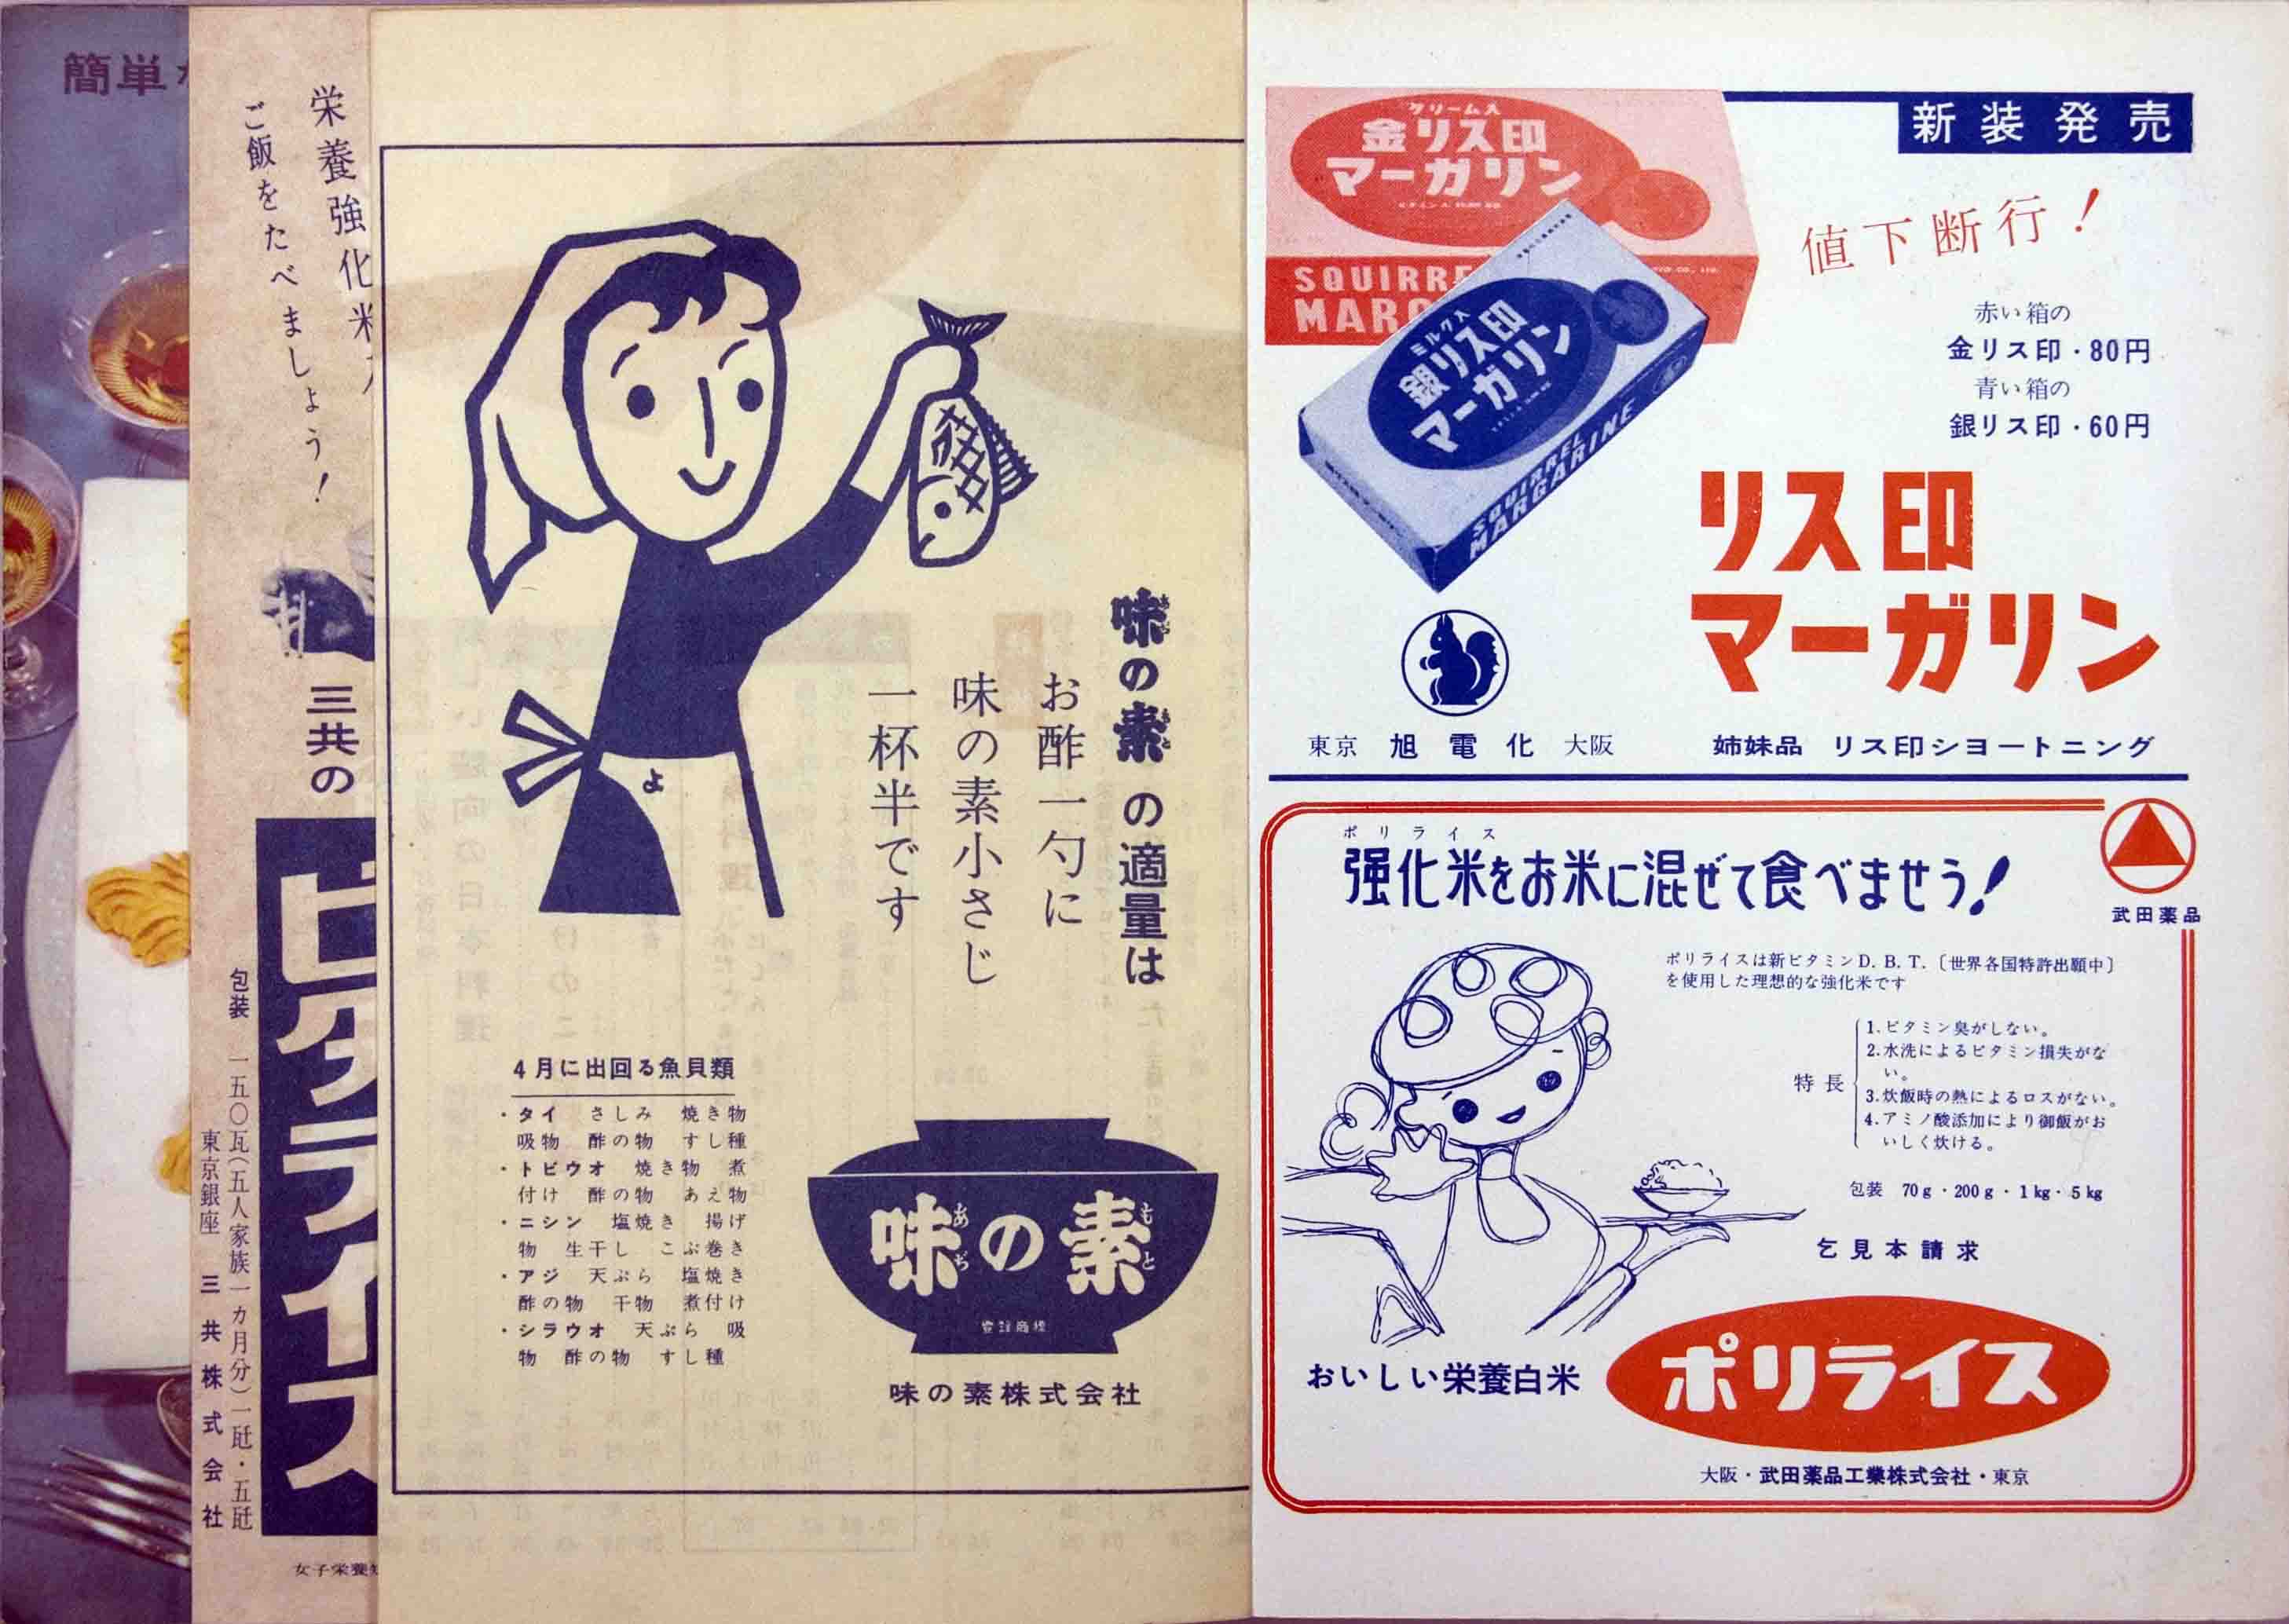 簡単
栄養強化米
ご飯をたべましょう!
三共の
ビタライス
包装 一五〇瓦(五人家族一カ月分)一瓩・五瓩
東京銀座 三共株式会社
女子栄養
味の素の適量は
お酢一勺に
味の素小さじ
一杯半です
よ
4月に出回る魚貝類
・タイ さしみ 焼き物
吸物 酢の物 すし種
・トビウオ 焼き物 煮
付け 酢の物 あえ物
・ニシン 塩焼き 揚げ
物 生干し こぶ巻き
・アジ 天ぷら 塩焼き
酢の物 干物 煮付け
・シラウオ 天ぷら 吸
物 酢の物 すし種
味の素
あぢ もと
登録商標
味の素株式会社
新装発売
クリーム入
金リス印
マーガリン
SQUIRRE
MARG
ミルク入
銀リス印
マーガリン
SQUIRREL
MARGARINE
値下断行!
赤い箱の
金リス印・80円
青い箱の
銀リス印・60円
リス印
マーガリン
東京 旭電化 大阪
姉妹品 リス印ショートニング
ポリライス
強化米をお米に混ぜて食べませう!
武田薬品
ポリライスは新ビタミンD.B.T.〔世界各国特許出願中〕
を使用した理想的な強化米です
特長
1.ビタミン臭がしない。
2.水洗によるビタミン損失がな
い。
3.炊飯時の熱によるロスがない。
4.アミノ酸添加により御飯がお
いしく炊ける。
包装 70g・200g・1kg・5kg
乞見本請求
おいしい栄養白米
ポリライス
大阪・武田薬品工業株式会社・東京